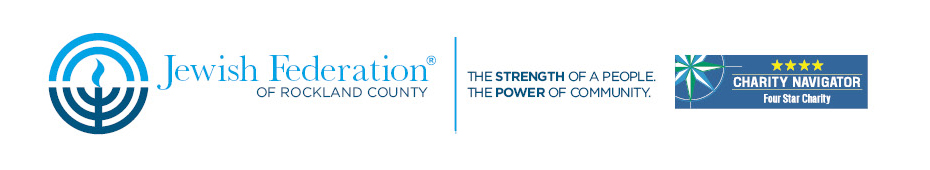 Jewish Federation®
OF ROCKLAND COUNTY
THE STRENGTH OF A PEOPLE.
THE POWER OF COMMUNITY.
CHARITY NAVIGATOR
Four Star Charity